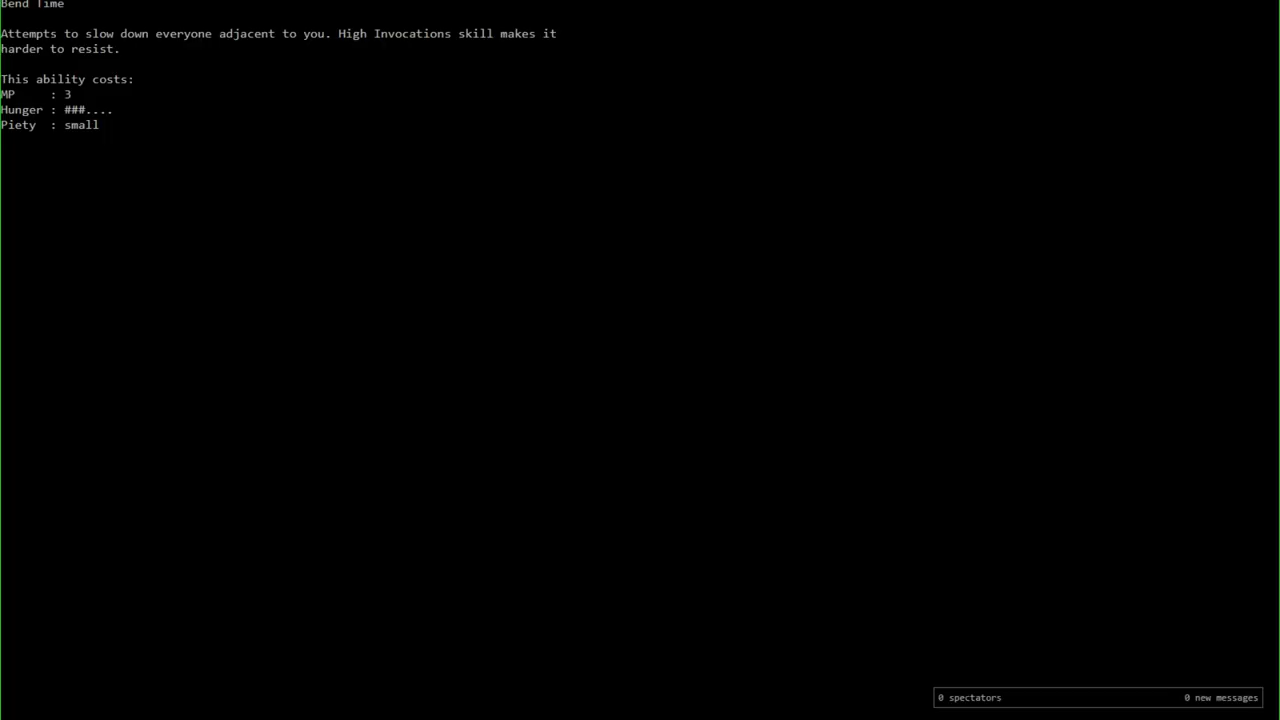 Bend Time
Attempts to slow down everyone adjacent to you. High Invocations skill makes it
harder to resist.
This ability costs:
MP     : 3
Hunger : ###....
Piety  : small
0 spectators 0 new messages